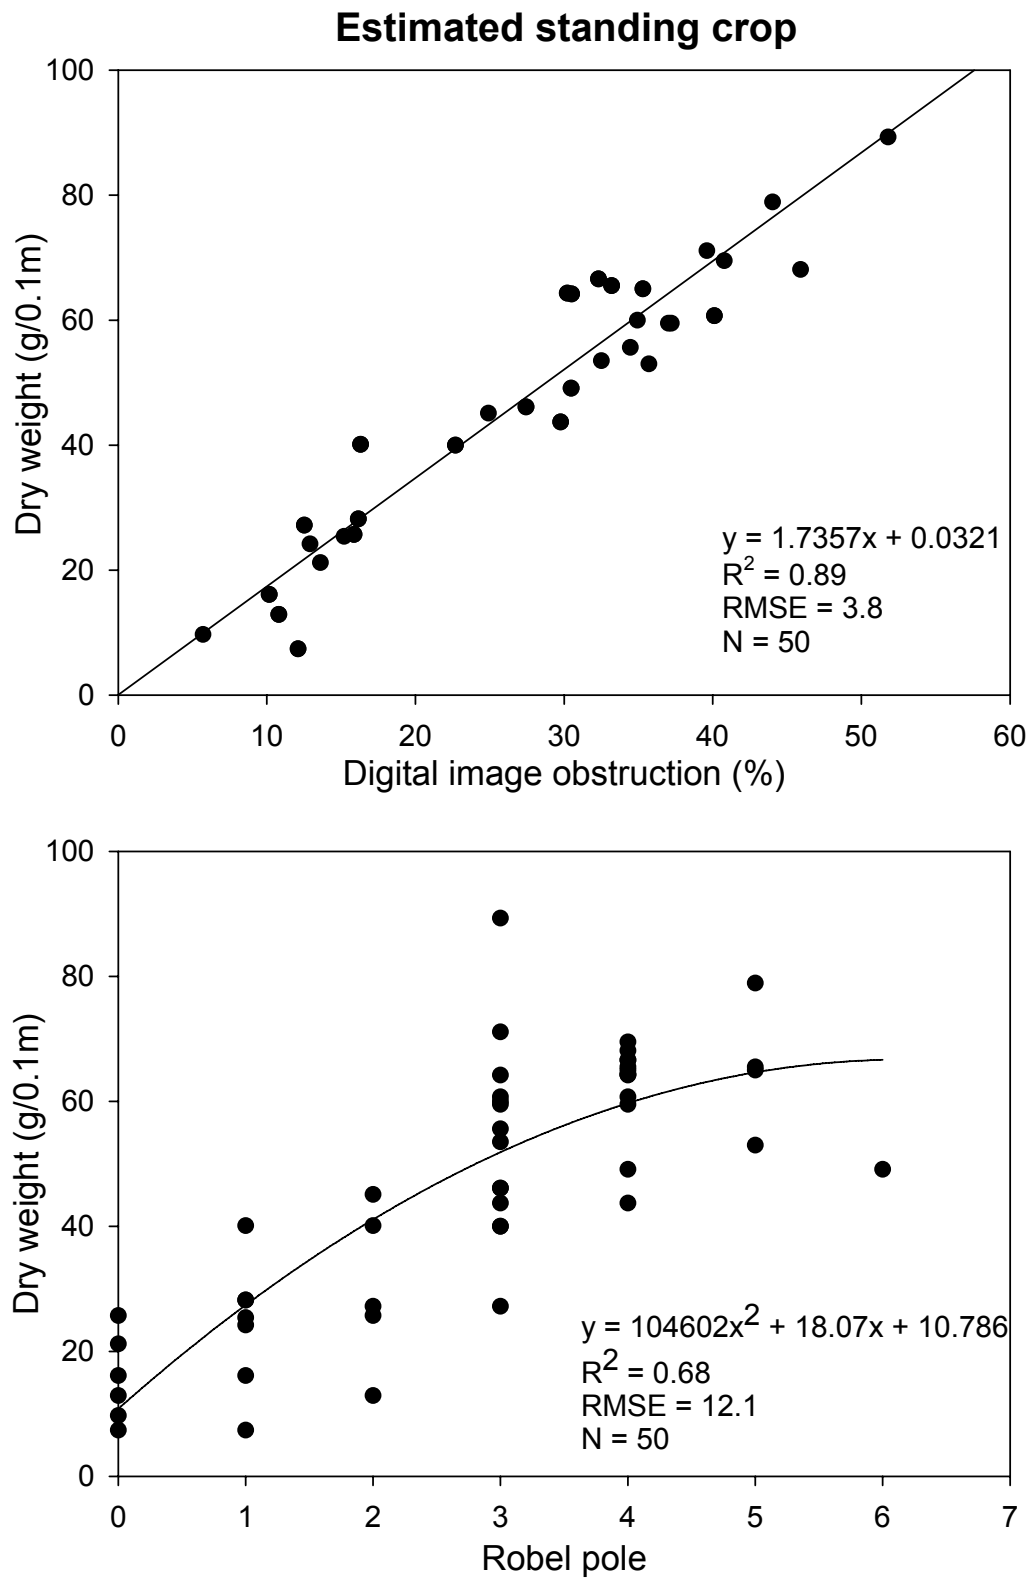 Estimated standing crop
100
80
60
40
20
0
Dry weight (g/0.1m)
y = 1.7357x + 0.0321
R² = 0.89
RMSE = 3.8
N = 50
0 10 20 30 40 50 60
Digital image obstruction (%)
100
80
60
40
20
0
Dry weight (g/0.1m)
y = 104602x² + 18.07x + 10.786
R² = 0.68
RMSE = 12.1
N = 50
0 1 2 3 4 5 6 7
Robel pole